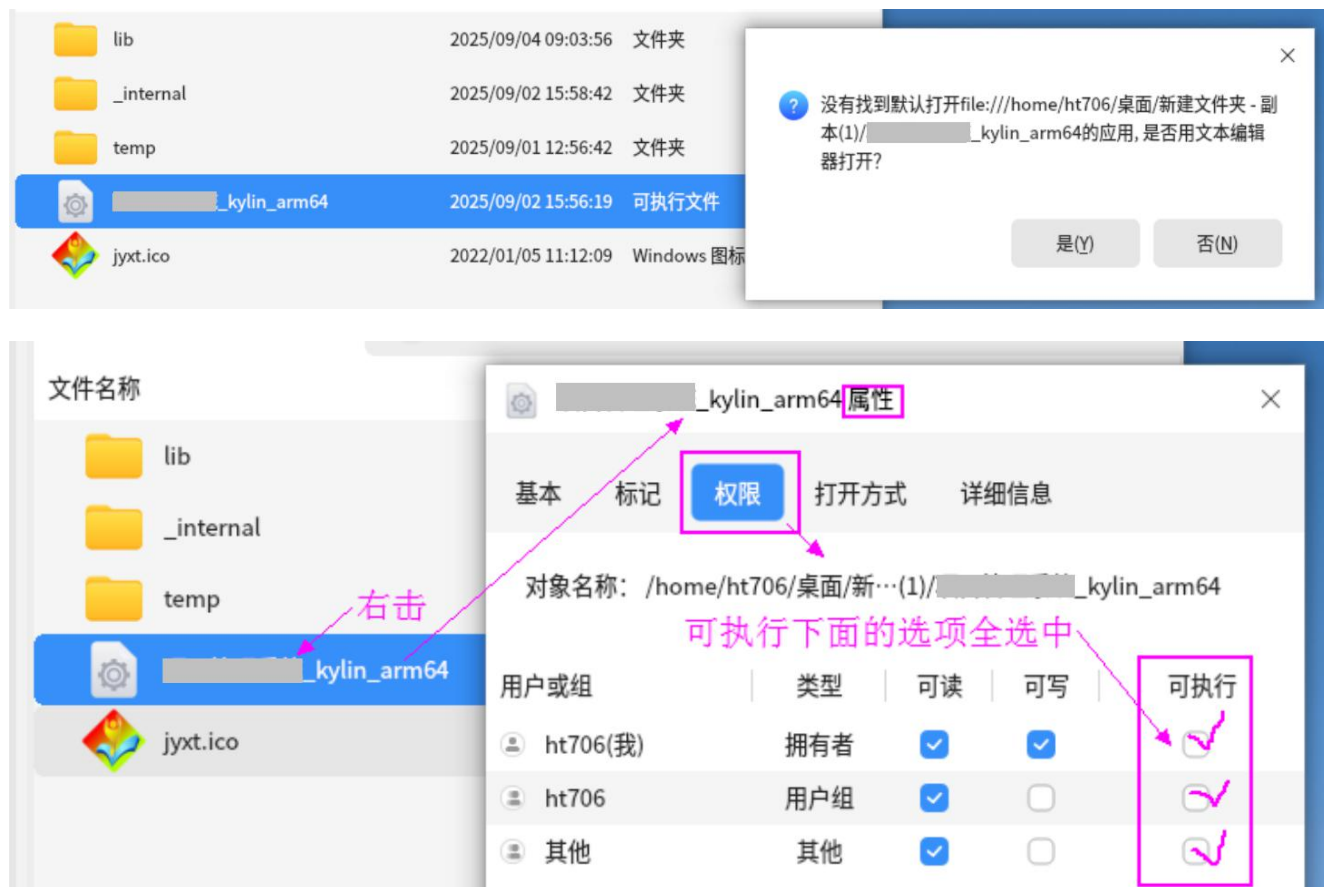 lib 2025/09/04 09:03:56 文件夹
_internal 2025/09/02 15:58:42 文件夹
temp 2025/09/01 12:56:42 文件夹
_kylin_arm64 2025/09/02 15:56:19 可执行文件
jyxt.ico 2022/01/05 11:12:09 Windows 图标
没有找到默认打开file:///home/ht706/桌面/新建文件夹 - 副
本(1)/ _kylin_arm64的应用, 是否用文本编辑
器打开?
是(Y) 否(N)
文件名称
lib
_internal
temp
右击
_kylin_arm64
jyxt.ico
_kylin_arm64 属性
基本 标记 权限 打开方式 详细信息
对象名称: /home/ht706/桌面/新⋯(1)/ _kylin_arm64
可执行下面的选项全选中
用户或组 类型 可读 可写 可执行
ht706(我) 拥有者
ht706 用户组
其他 其他